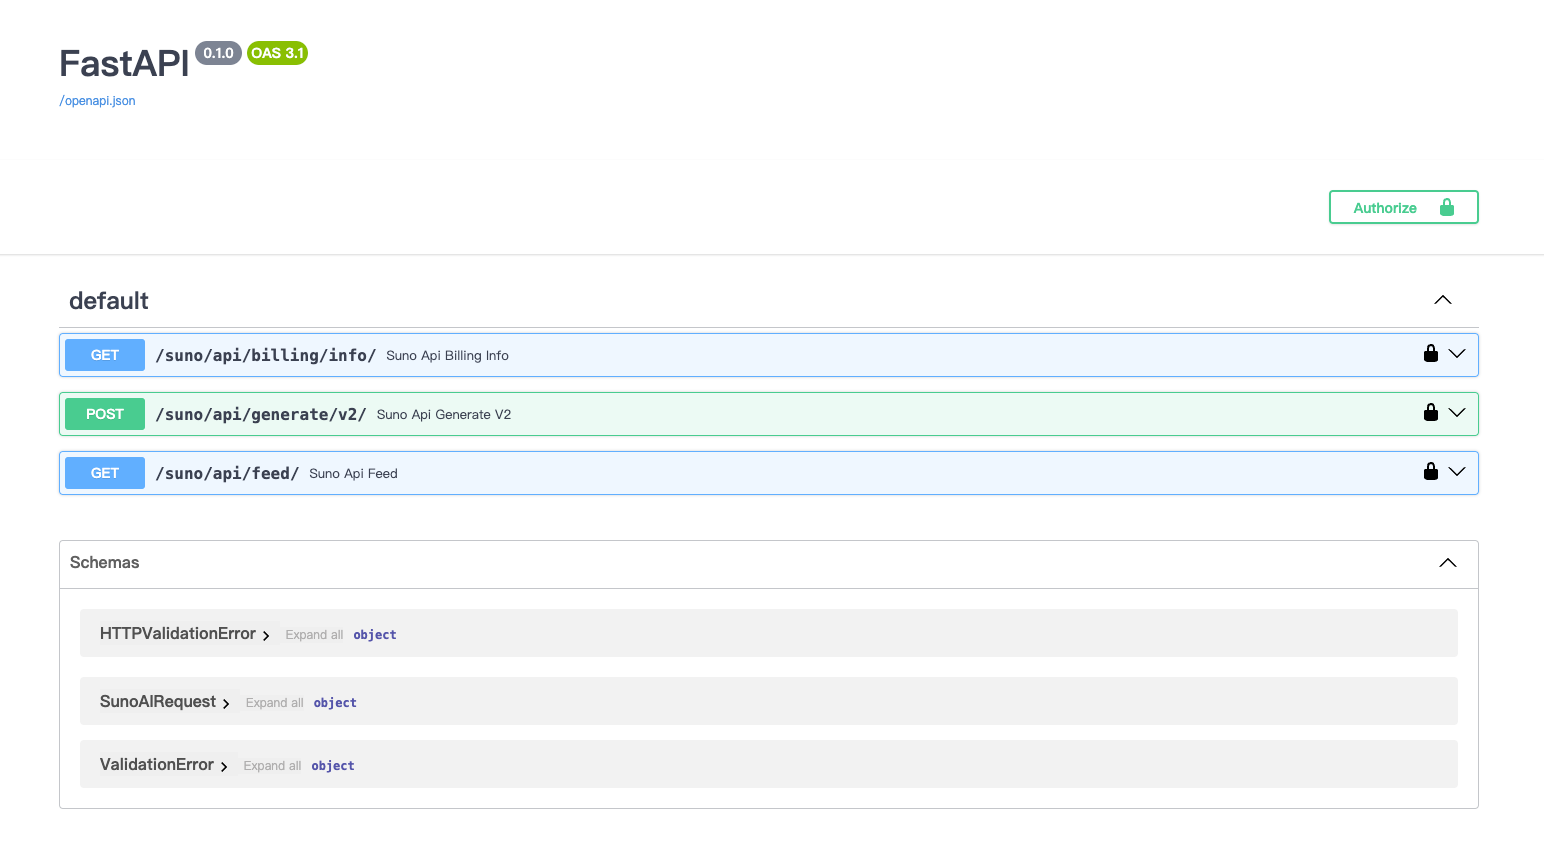 FastAPI 0.1.0 OAS 3.1
/openapi.json
Authorize
default
GET /suno/api/billing/info/ Suno Api Billing Info
POST /suno/api/generate/v2/ Suno Api Generate V2
GET /suno/api/feed/ Suno Api Feed
Schemas
HTTPValidationError Expand all object
SunoAIRequest Expand all object
ValidationError Expand all object